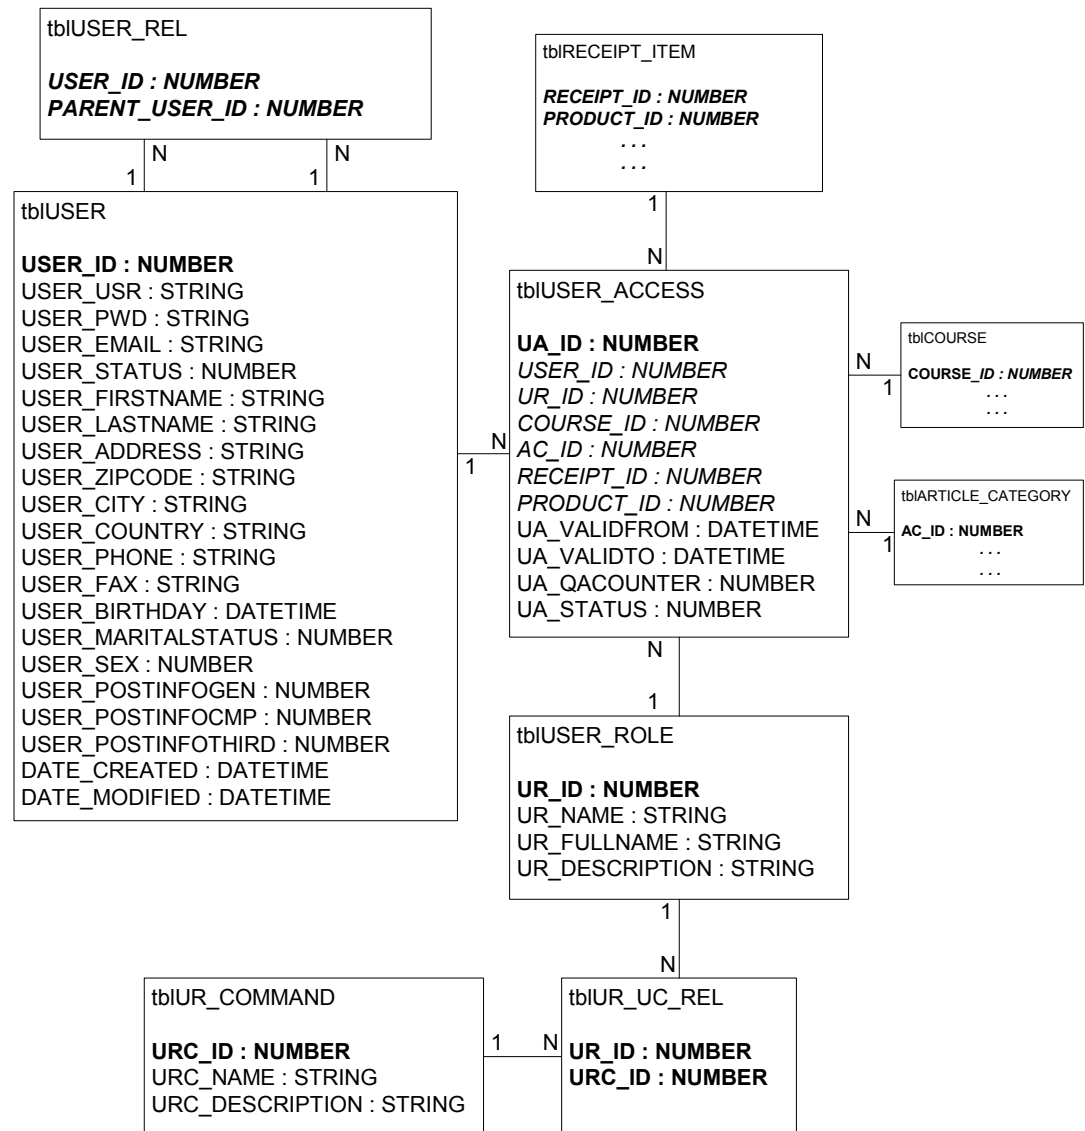 tblUSER_REL
USER_ID : NUMBER
PARENT_USER_ID : NUMBER
N
N
1
1
tblUSER
USER_ID : NUMBER
USER_USR : STRING
USER_PWD : STRING
USER_EMAIL : STRING
USER_STATUS : NUMBER
USER_FIRSTNAME : STRING
USER_LASTNAME : STRING
USER_ADDRESS : STRING
USER_ZIPCODE : STRING
USER_CITY : STRING
USER_COUNTRY : STRING
USER_PHONE : STRING
USER_FAX : STRING
USER_BIRTHDAY : DATETIME
USER_MARITALSTATUS : NUMBER
USER_SEX : NUMBER
USER_POSTINFOGEN : NUMBER
USER_POSTINFOCMP : NUMBER
USER_POSTINFOTHIRD : NUMBER
DATE_CREATED : DATETIME
DATE_MODIFIED : DATETIME
N
1
tblRECEIPT_ITEM
RECEIPT_ID : NUMBER
PRODUCT_ID : NUMBER
. . .
. . .
1
N
tblUSER_ACCESS
UA_ID : NUMBER
USER_ID : NUMBER
UR_ID : NUMBER
COURSE_ID : NUMBER
AC_ID : NUMBER
RECEIPT_ID : NUMBER
PRODUCT_ID : NUMBER
UA_VALIDFROM : DATETIME
UA_VALIDTO : DATETIME
UA_QACOUNTER : NUMBER
UA_STATUS : NUMBER
N
1
tblCOURSE
COURSE_ID : NUMBER
. . .
. . .
N
1
tblARTICLE_CATEGORY
AC_ID : NUMBER
. . .
. . .
N
1
tblUSER_ROLE
UR_ID : NUMBER
UR_NAME : STRING
UR_FULLNAME : STRING
UR_DESCRIPTION : STRING
1
N
tblUR_COMMAND
URC_ID : NUMBER
URC_NAME : STRING
URC_DESCRIPTION : STRING
1
N
tblUR_UC_REL
UR_ID : NUMBER
URC_ID : NUMBER